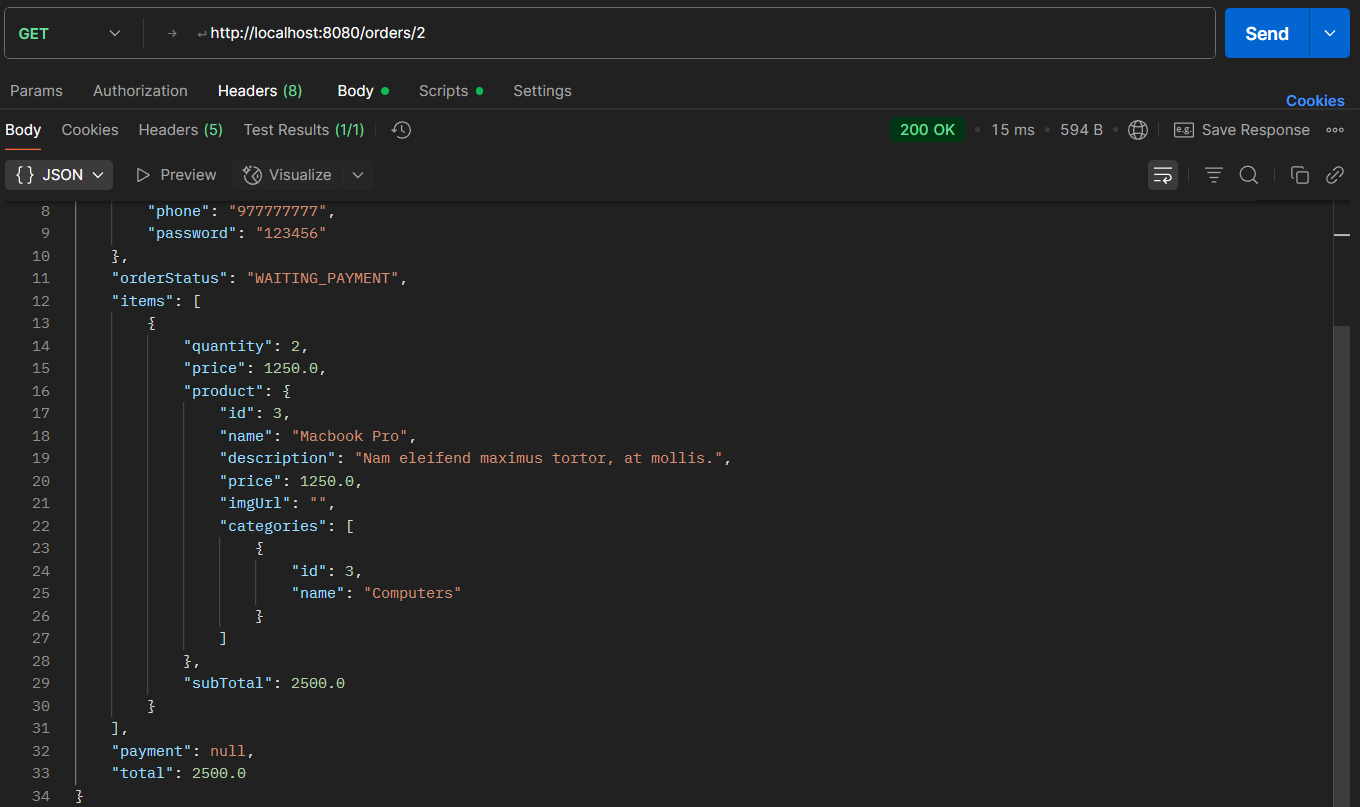 GET → ↵ http://localhost:8080/orders/2 Send
Params Authorization Headers (8) Body Scripts Settings
Cookies
Body Cookies Headers (5) Test Results (1/1) 200 OK 15 ms 594 B e.g. Save Response
{} JSON Preview Visualize
8 "phone": "977777777",
9 "password": "123456"
10 },
11 "orderStatus": "WAITING_PAYMENT",
12 "items": [
13 {
14 "quantity": 2,
15 "price": 1250.0,
16 "product": {
17 "id": 3,
18 "name": "Macbook Pro",
19 "description": "Nam eleifend maximus tortor, at mollis.",
20 "price": 1250.0,
21 "imgUrl": "",
22 "categories": [
23 {
24 "id": 3,
25 "name": "Computers"
26 }
27 ]
28 },
29 "subTotal": 2500.0
30 }
31 ],
32 "payment": null,
33 "total": 2500.0
34 }